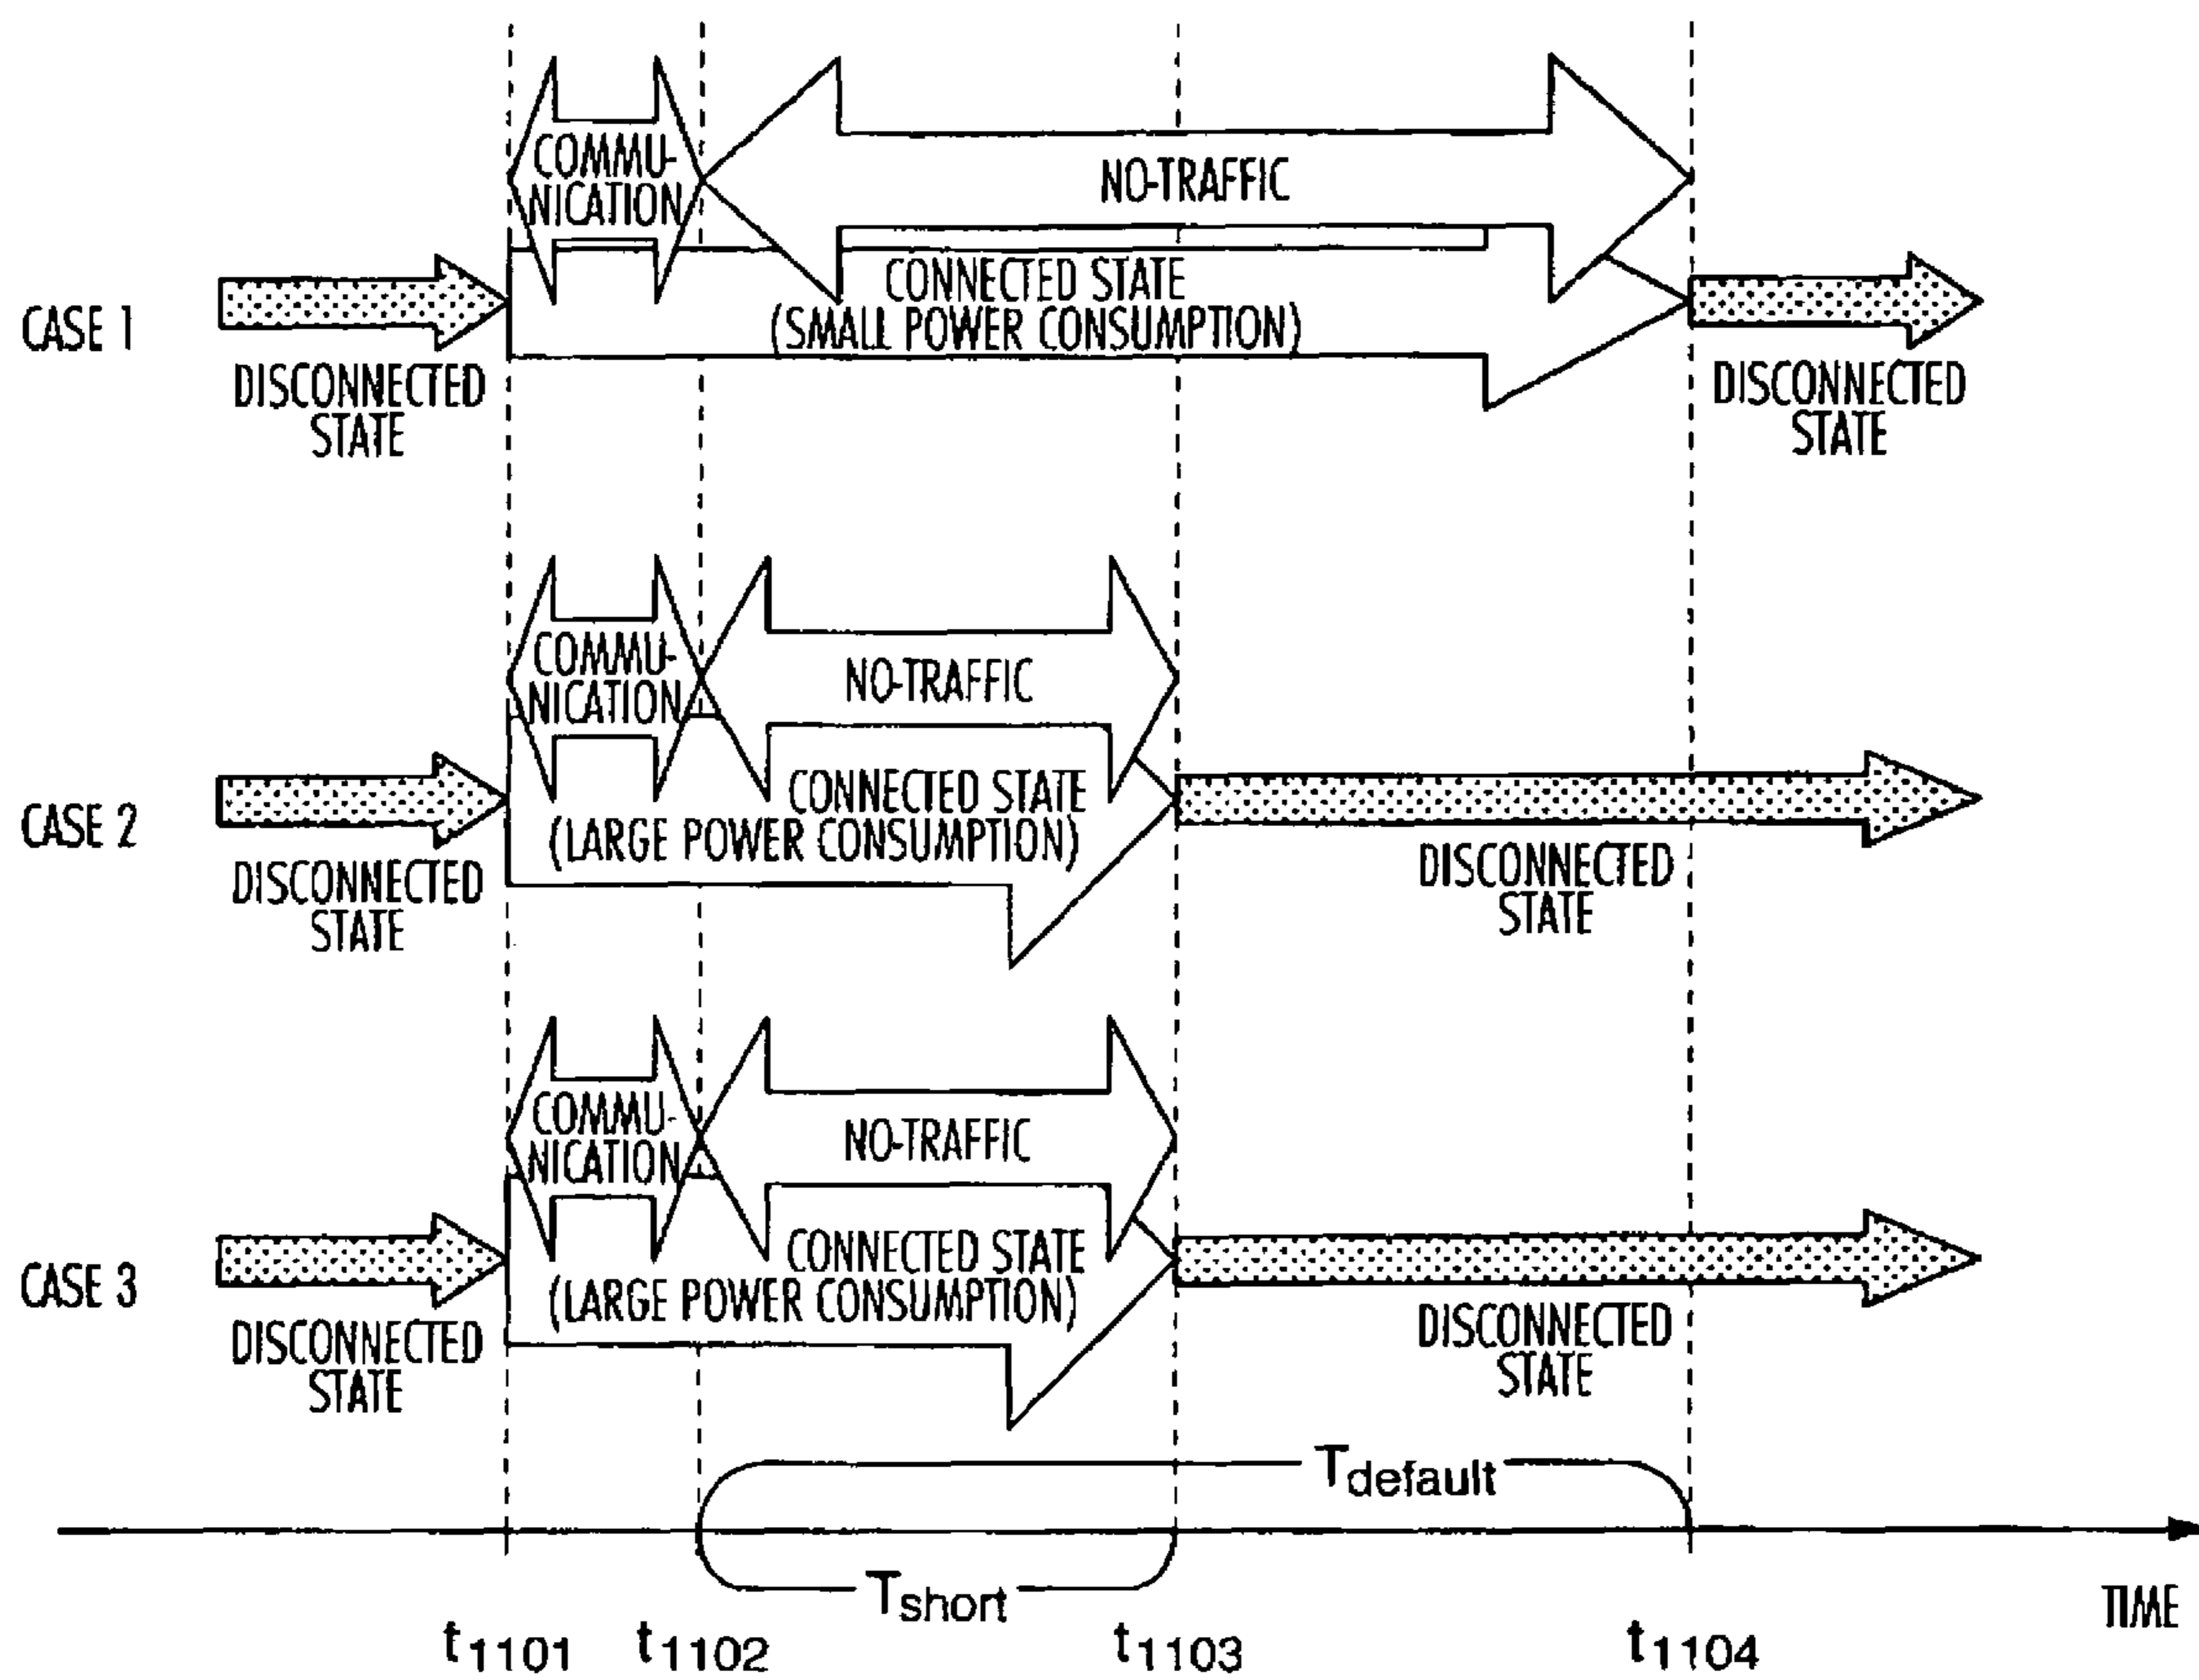 COMMU-
NICATION
NO-TRAFFIC
CONNECTED STATE
(SMALL POWER CONSUMPTION)
CASE 1
DISCONNECTED
STATE
DISCONNECTED
STATE
COMMU-
NICATION
NO-TRAFFIC
CONNECTED STATE
(LARGE POWER CONSUMPTION)
CASE 2
DISCONNECTED
STATE
DISCONNECTED
STATE
COMMU-
NICATION
NO-TRAFFIC
CONNECTED STATE
(LARGE POWER CONSUMPTION)
CASE 3
DISCONNECTED
STATE
DISCONNECTED
STATE
Tdefault
Tshort
TIME
t1101 t1102 t1103 t1104